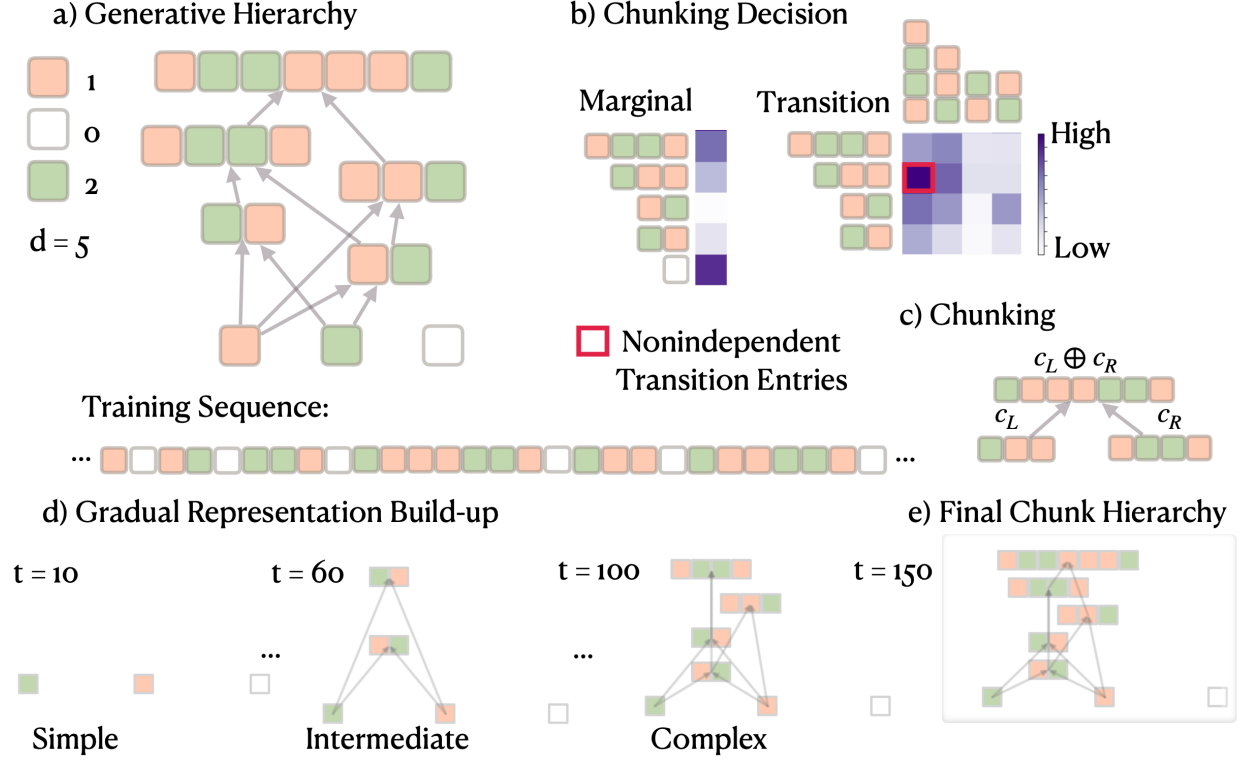 a) Generative Hierarchy
1
0
2
d = 5
b) Chunking Decision
Marginal
Transition
High
Low
Nonindependent
Transition Entries
c) Chunking
c_L ⊕ c_R
c_L
c_R
Training Sequence:
... ...
d) Gradual Representation Build-up
t = 10
Simple
...
t = 60
Intermediate
...
t = 100
Complex
t = 150
e) Final Chunk Hierarchy